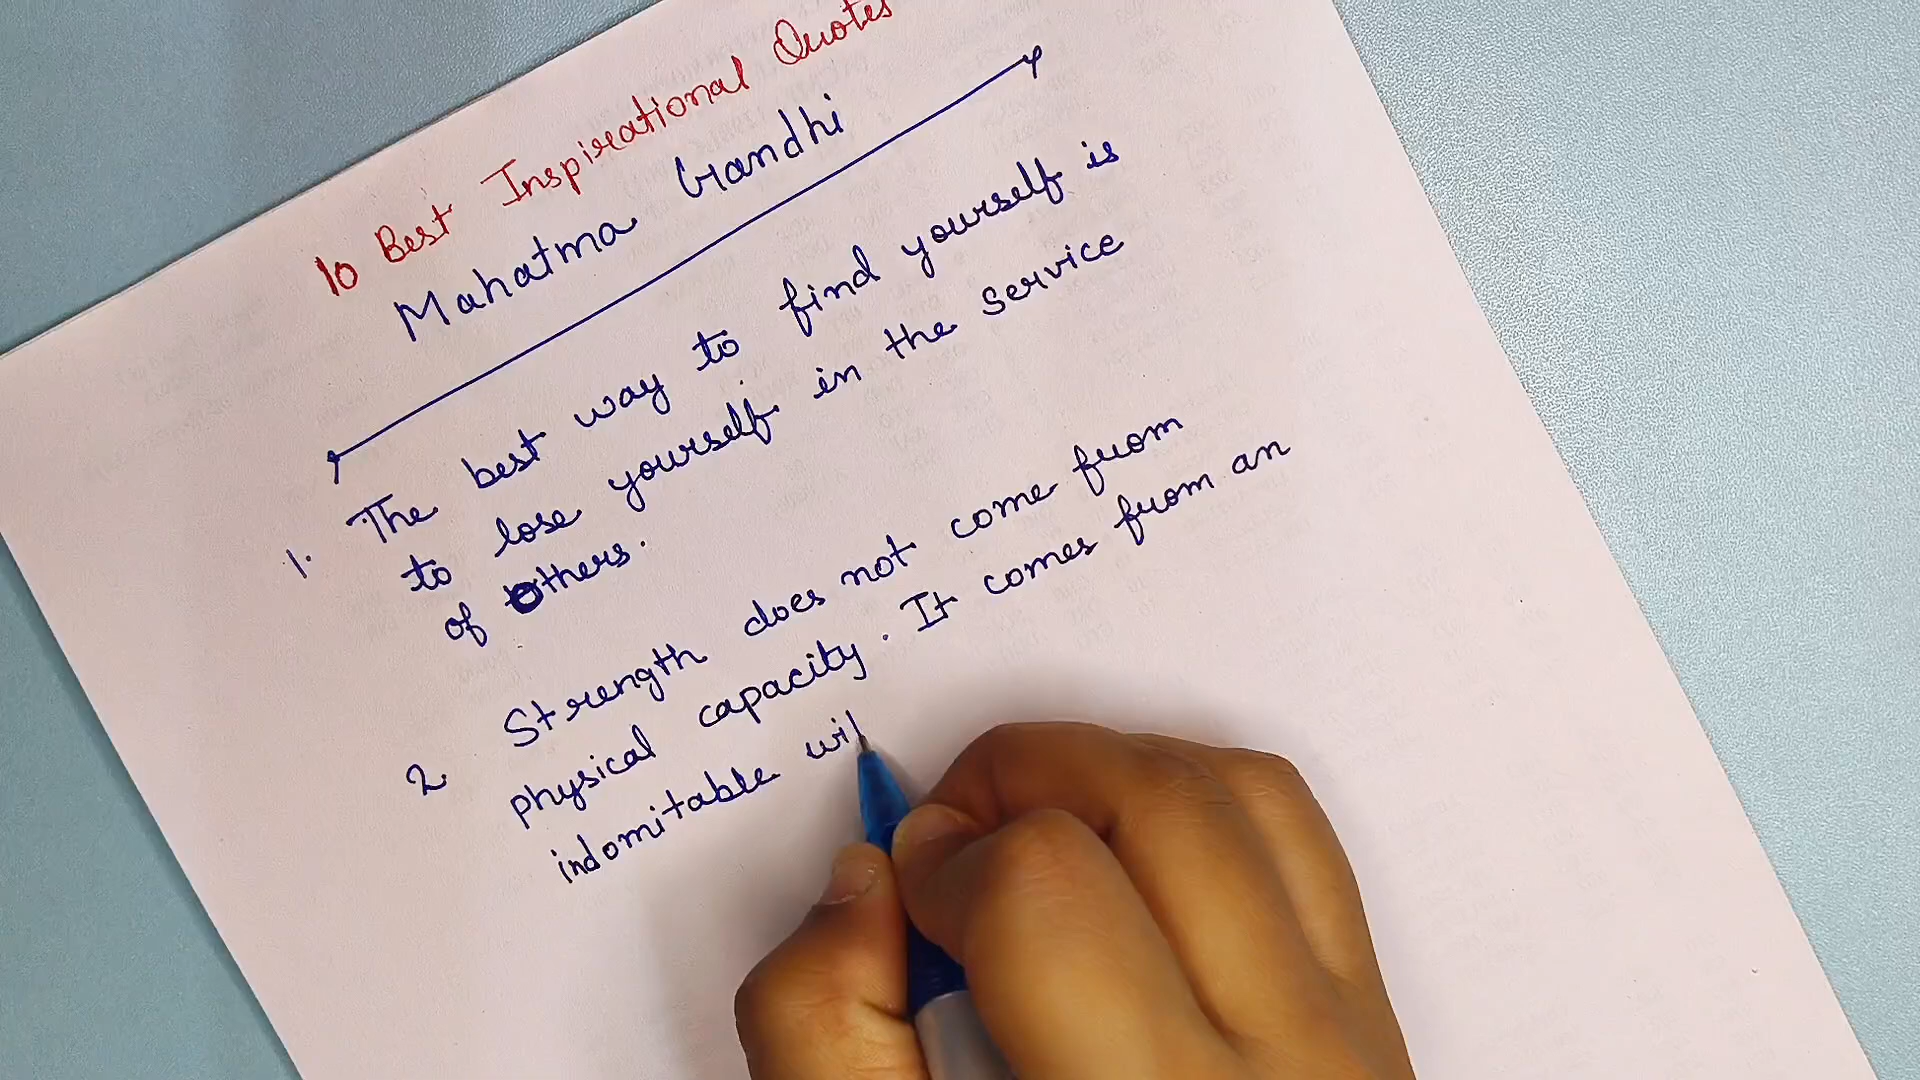 10 Best Inspirational Quotes
Mahatma Gandhi
1. The best way to find yourself is
to lose yourself in the service
of others.
2 Strength does not come from
physical capacity. It comes from an
indomitable wil